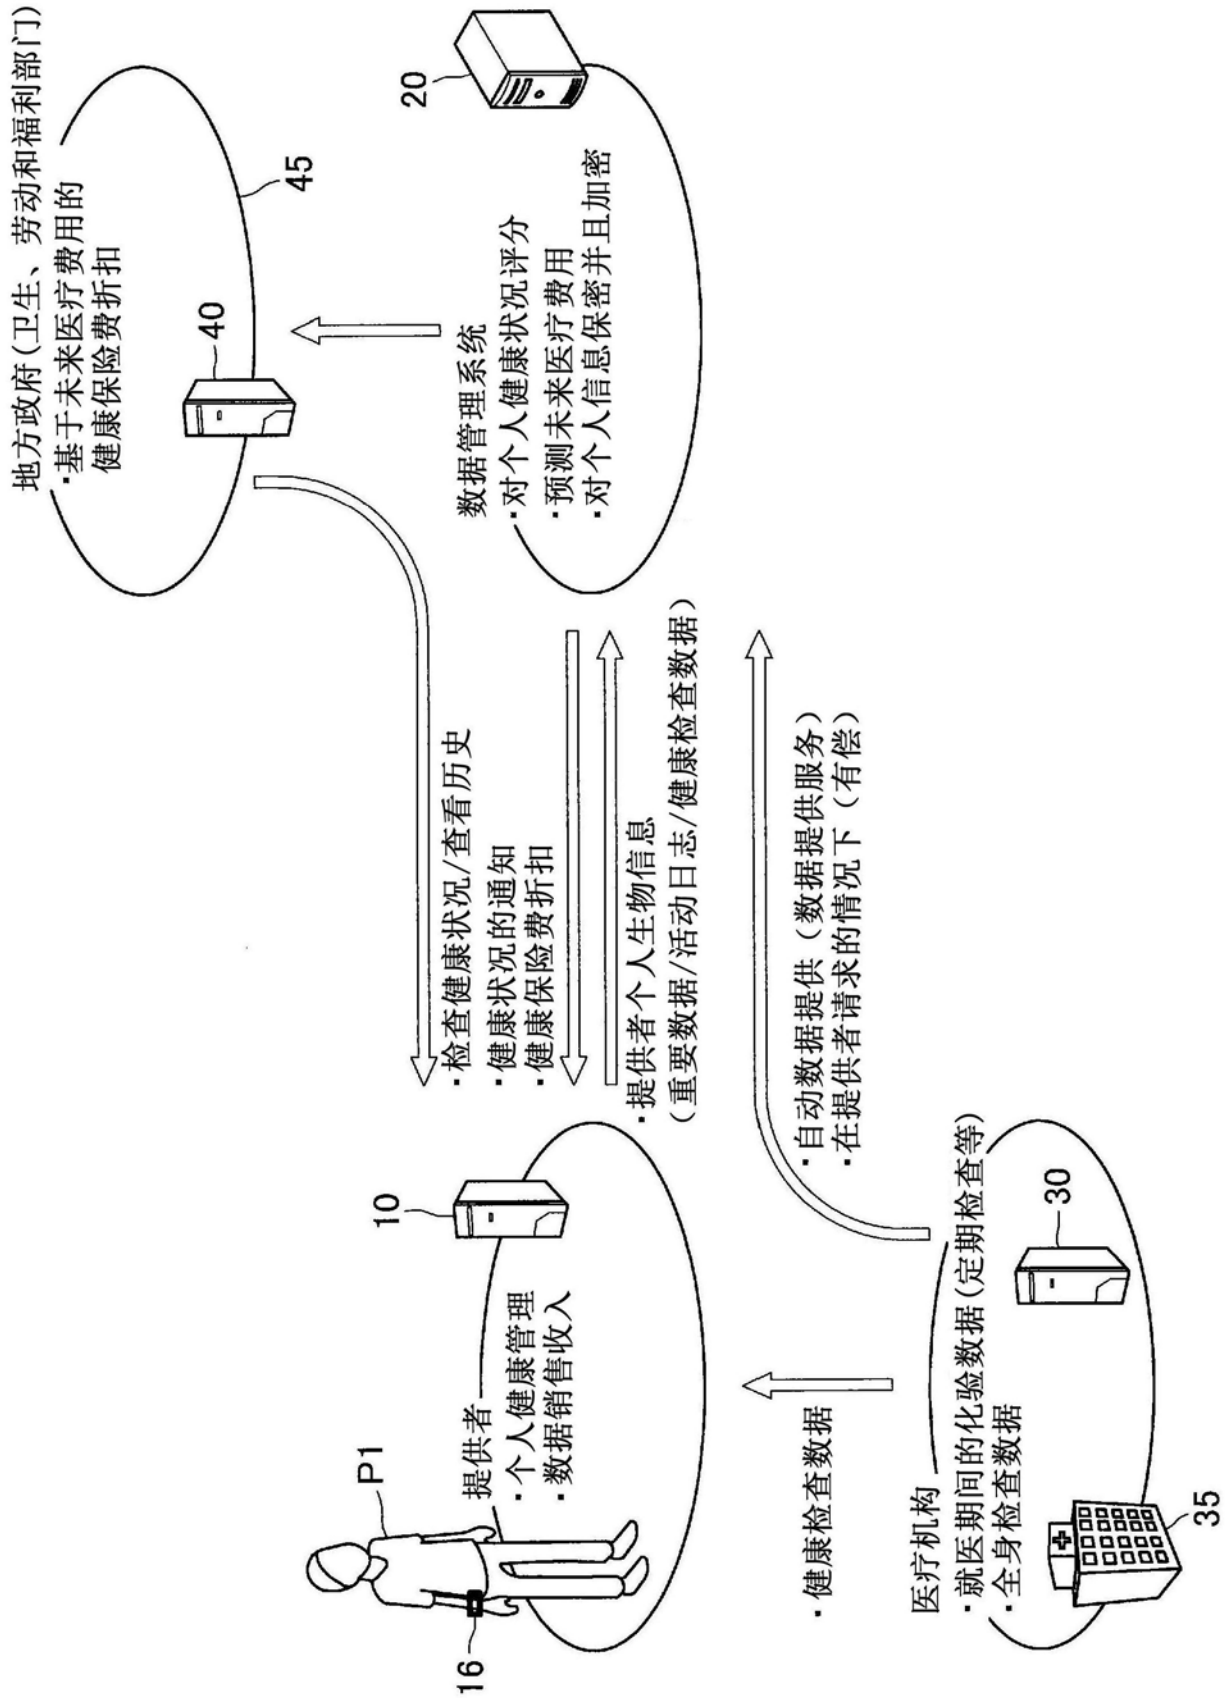 P1
16
提供者
·个人健康管理
·数据销售收入
10
·检查健康状况/查看历史
·健康状况的通知
·健康保险费折扣
·提供者个人生物信息
(重要数据/活动日志/健康检查数据)
地方政府(卫生、劳动和福利部门)
·基于未来医疗费用的
健康保险费折扣
40
45
数据管理系统
·对个人健康状况评分
·预测未来医疗费用
·对个人信息保密并且加密
20
·健康检查数据
·自动数据提供(数据提供服务)
·在提供者请求的情况下(有偿)
医疗机构
·就医期间的化验数据(定期检查等)
·全身检查数据
30
35